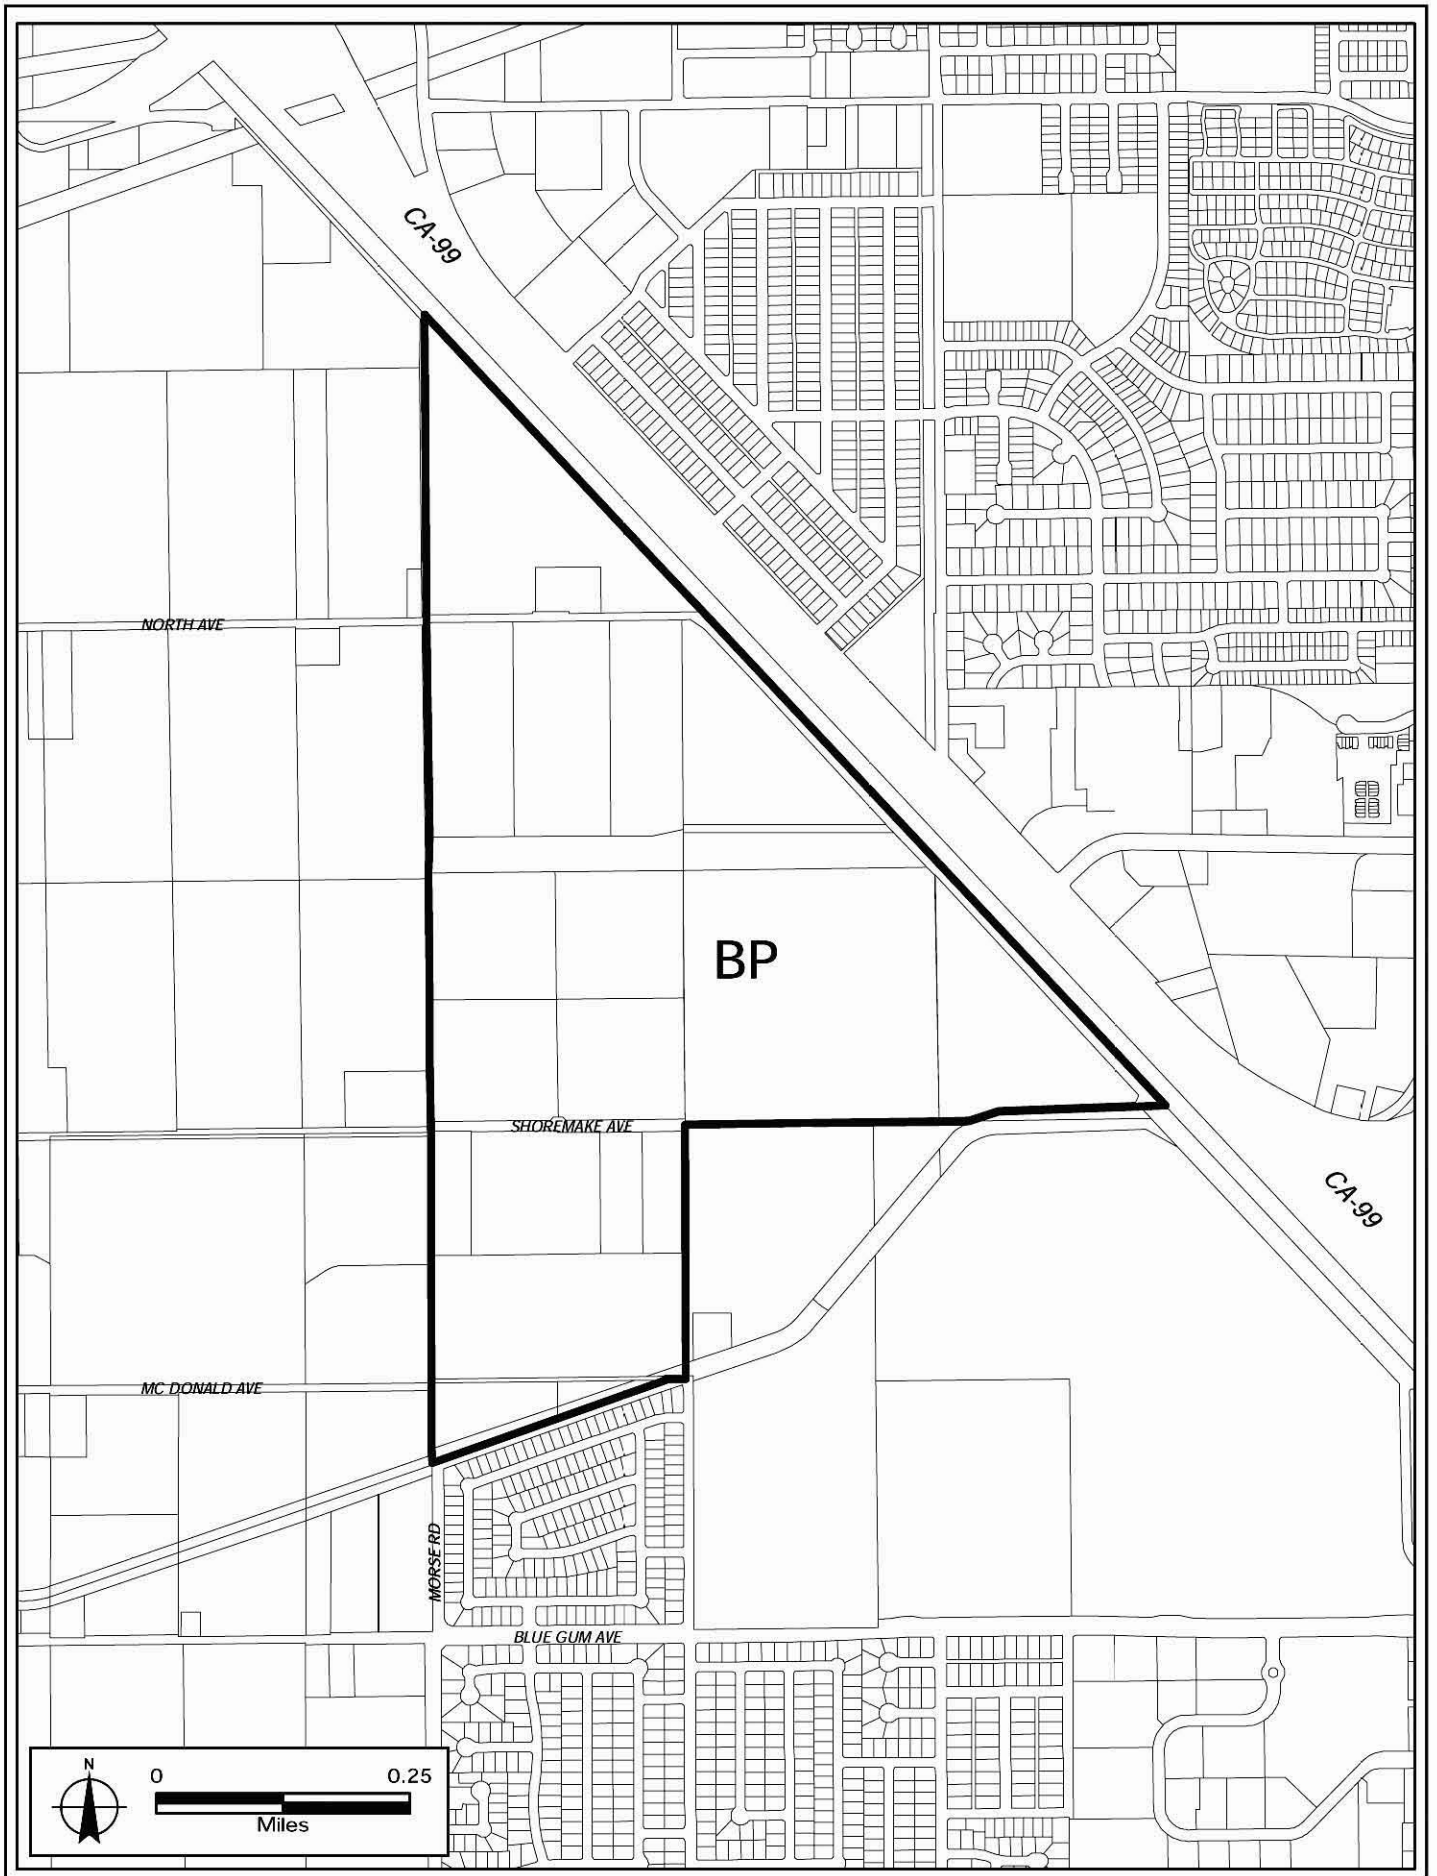 CA-99
NORTH AVE
BP
SHOREMAKE AVE
CA-99
MC DONALD AVE
MORSE RD
BLUE GUM AVE
N
0 0.25
Miles